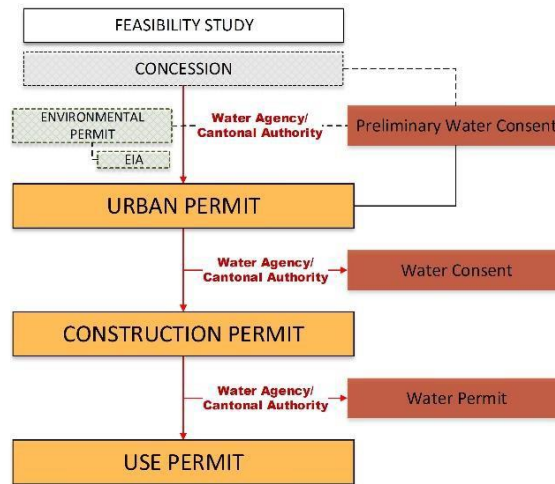 FEASIBILITY STUDY
CONCESSION
ENVIRONMENTAL
PERMIT
Water Agency/
Cantonal Authority
Preliminary Water Consent
EIA
URBAN PERMIT
Water Agency/
Cantonal Authority
Water Consent
CONSTRUCTION PERMIT
Water Agency/
Cantonal Authority
Water Permit
USE PERMIT